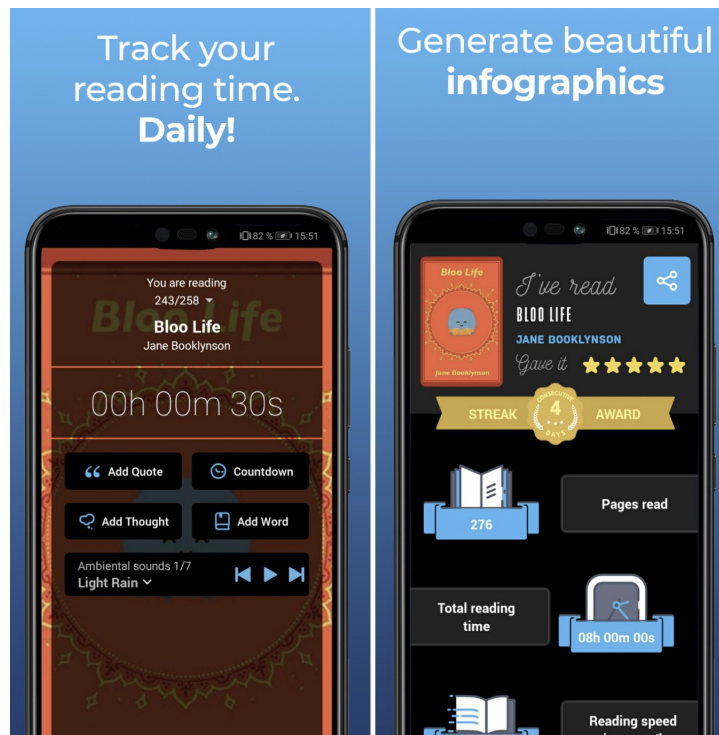 Track your
reading time.
Daily!
82 % 15:51
You are reading
243/258
Bloo Life
Bloo Life
Jane Booklynson
00h 00m 30s
Add Quote
Countdown
Add Thought
Add Word
Ambiental sounds 1/7
Light Rain
Generate beautiful
infographics
82 % 15:51
Bloo Life
Jane Booklynson
I've read
BLOO LIFE
JANE BOOKLYNSON
Gave it
STREAK
CONSECUTIVE
4
DAYS
AWARD
276
Pages read
Total reading
time
08h 00m 00s
Reading speed